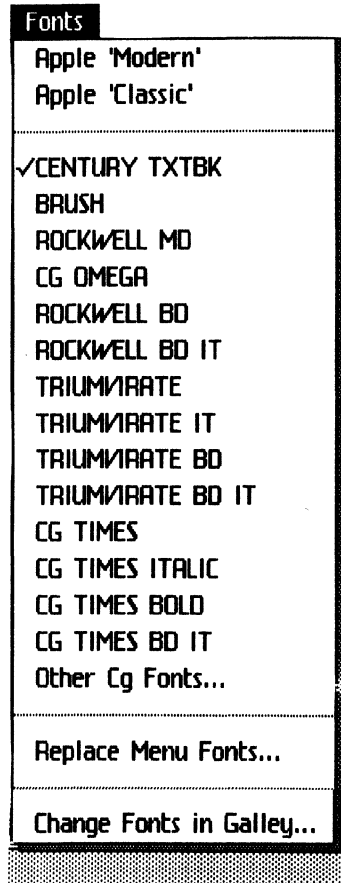 Fonts
Apple 'Modern'
Apple 'Classic'
✓CENTURY TXTBK
BRUSH
ROCKWELL MD
CG OMEGA
ROCKWELL BD
ROCKWELL BD IT
TRIUMVIRATE
TRIUMVIRATE IT
TRIUMVIRATE BD
TRIUMVIRATE BD IT
CG TIMES
CG TIMES ITALIC
CG TIMES BOLD
CG TIMES BD IT
Other Cg Fonts...
Replace Menu Fonts...
Change Fonts in Galley...